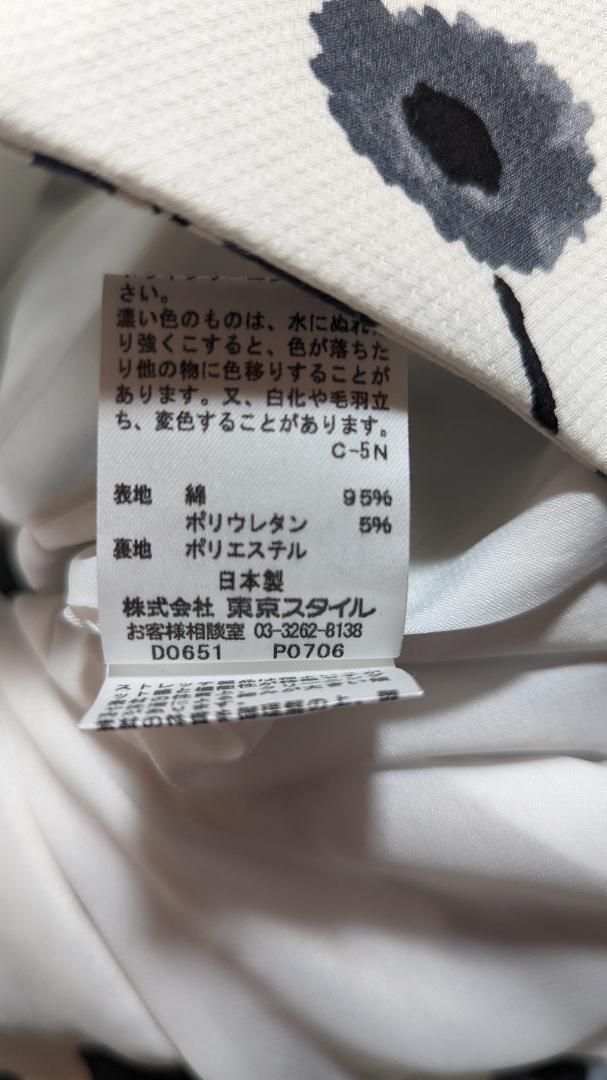 さい。
濃い色のものは、水にぬれ
り強くこすると、色が落ちた
り他の物に色移りすることが
あります。又、白化や毛羽立
ち、変色することがあります。
C-5N
表地 綿 95%
ポリウレタン 5%
裏地 ポリエステル
日本製
株式会社 東京スタイル
お客様相談室 03-3262-8138
D0651 P0706